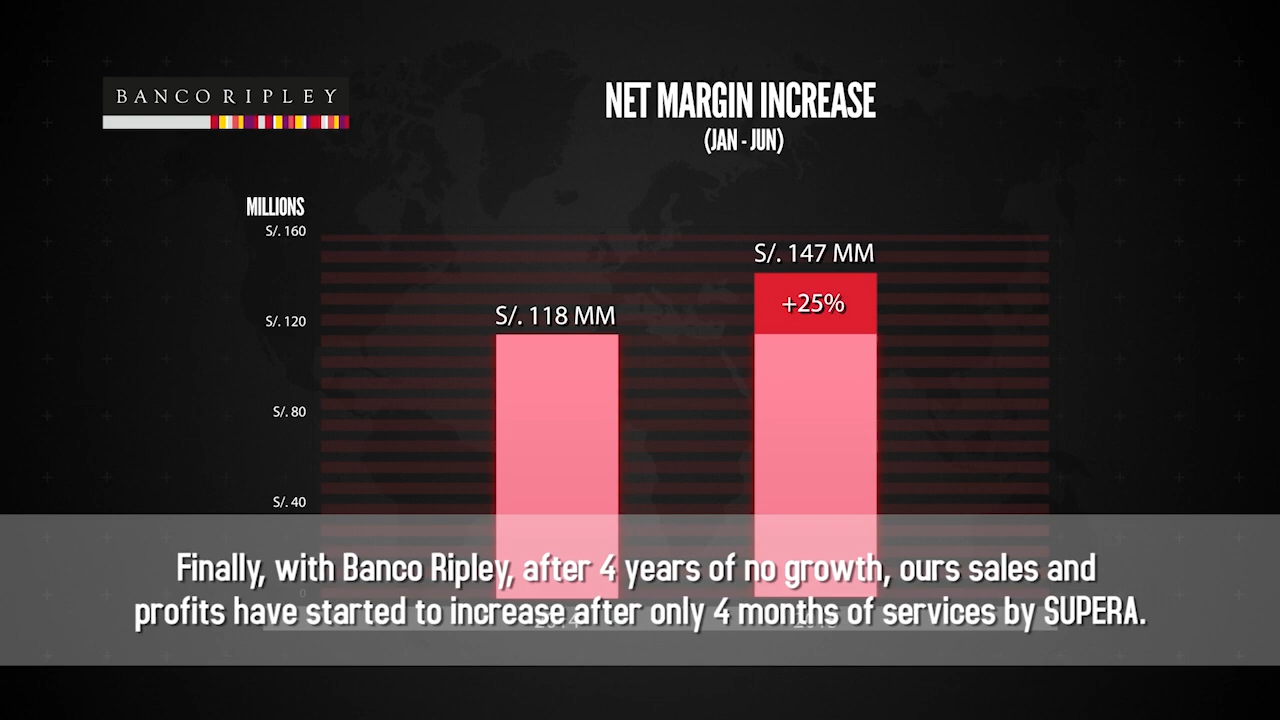 BANCO RIPLEY
NET MARGIN INCREASE
(JAN - JUN)
MILLIONS
S/. 160
S/. 147 MM
+25%
S/. 118 MM
S/. 120
S/. 80
S/. 40
0
Finally, with Banco Ripley, after 4 years of no growth, ours sales and
profits have started to increase after only 4 months of services by SUPERA.
2014